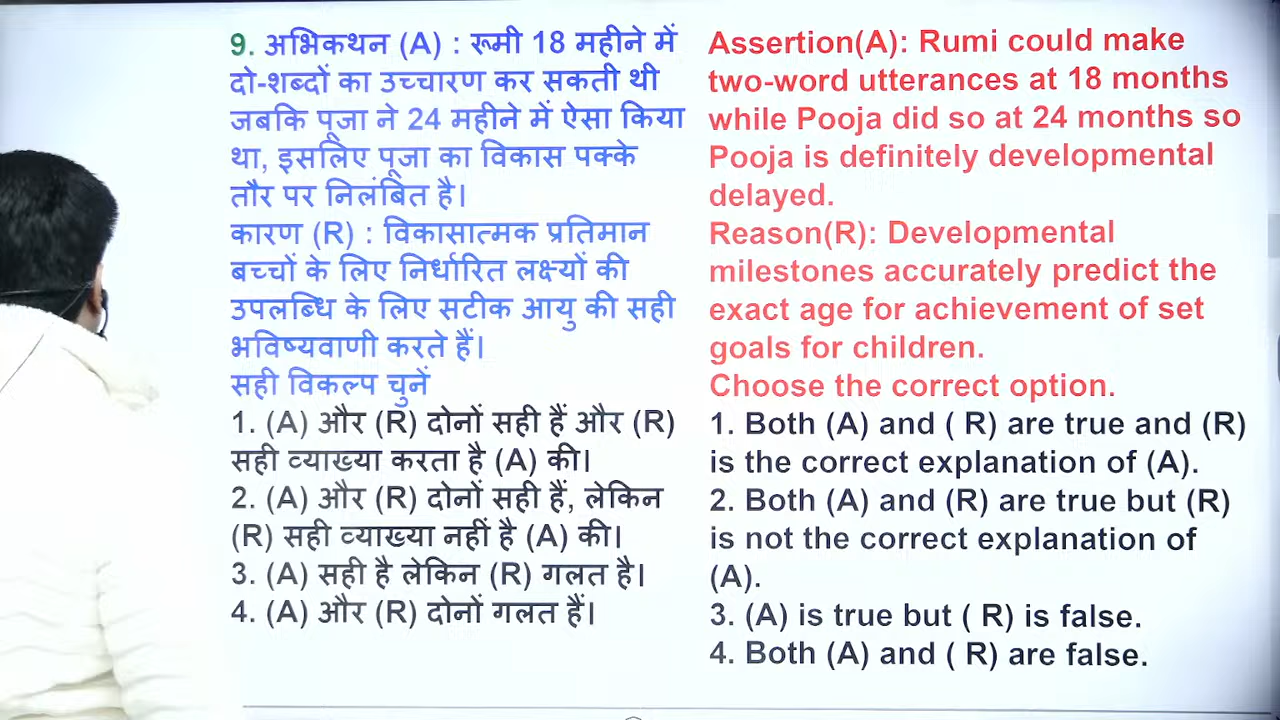 9. अभिकथन (A) : रूमी 18 महीने में
दो-शब्दों का उच्चारण कर सकती थी
जबकि पूजा ने 24 महीने में ऐसा किया
था, इसलिए पूजा का विकास पक्के
तौर पर निलंबित है।
कारण (R) : विकासात्मक प्रतिमान
बच्चों के लिए निर्धारित लक्ष्यों की
उपलब्धि के लिए सटीक आयु की सही
भविष्यवाणी करते हैं।
सही विकल्प चुनें
1. (A) और (R) दोनों सही हैं और (R)
सही व्याख्या करता है (A) की।
2. (A) और (R) दोनों सही हैं, लेकिन
(R) सही व्याख्या नहीं है (A) की।
3. (A) सही है लेकिन (R) गलत है।
4. (A) और (R) दोनों गलत हैं।
Assertion(A): Rumi could make
two-word utterances at 18 months
while Pooja did so at 24 months so
Pooja is definitely developmental
delayed.
Reason(R): Developmental
milestones accurately predict the
exact age for achievement of set
goals for children.
Choose the correct option.
1. Both (A) and ( R) are true and (R)
is the correct explanation of (A).
2. Both (A) and (R) are true but (R)
is not the correct explanation of
(A).
3. (A) is true but ( R) is false.
4. Both (A) and ( R) are false.